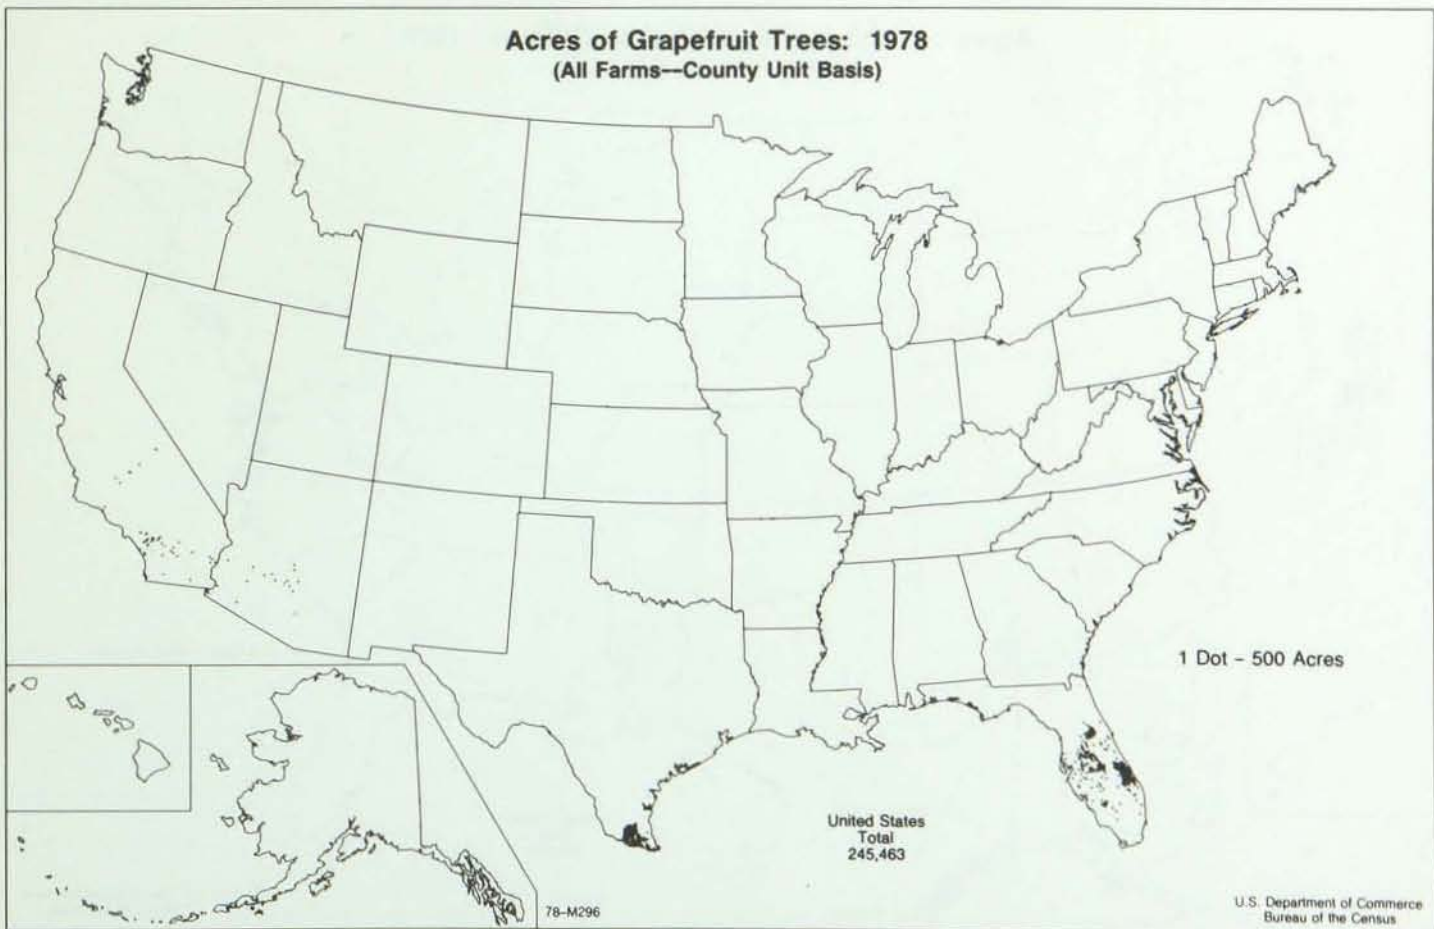 Acres of Grapefruit Trees: 1978
(All Farms—County Unit Basis)
1 Dot – 500 Acres
United States
Total
245,463
78–M296
U.S. Department of Commerce
Bureau of the Census